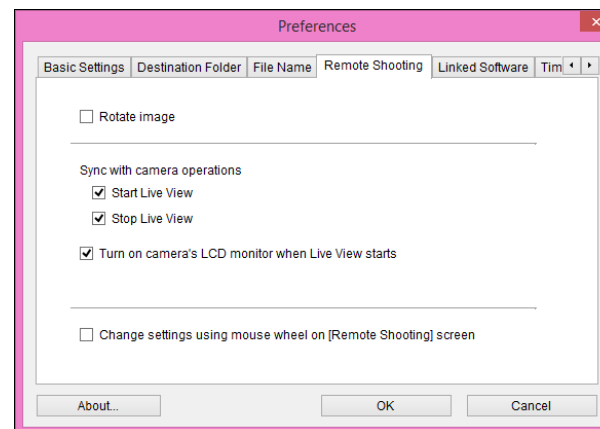 Preferences
Basic Settings Destination Folder File Name Remote Shooting Linked Software Tim
Rotate image
Sync with camera operations
Start Live View
Stop Live View
Turn on camera's LCD monitor when Live View starts
Change settings using mouse wheel on [Remote Shooting] screen
About... OK Cancel